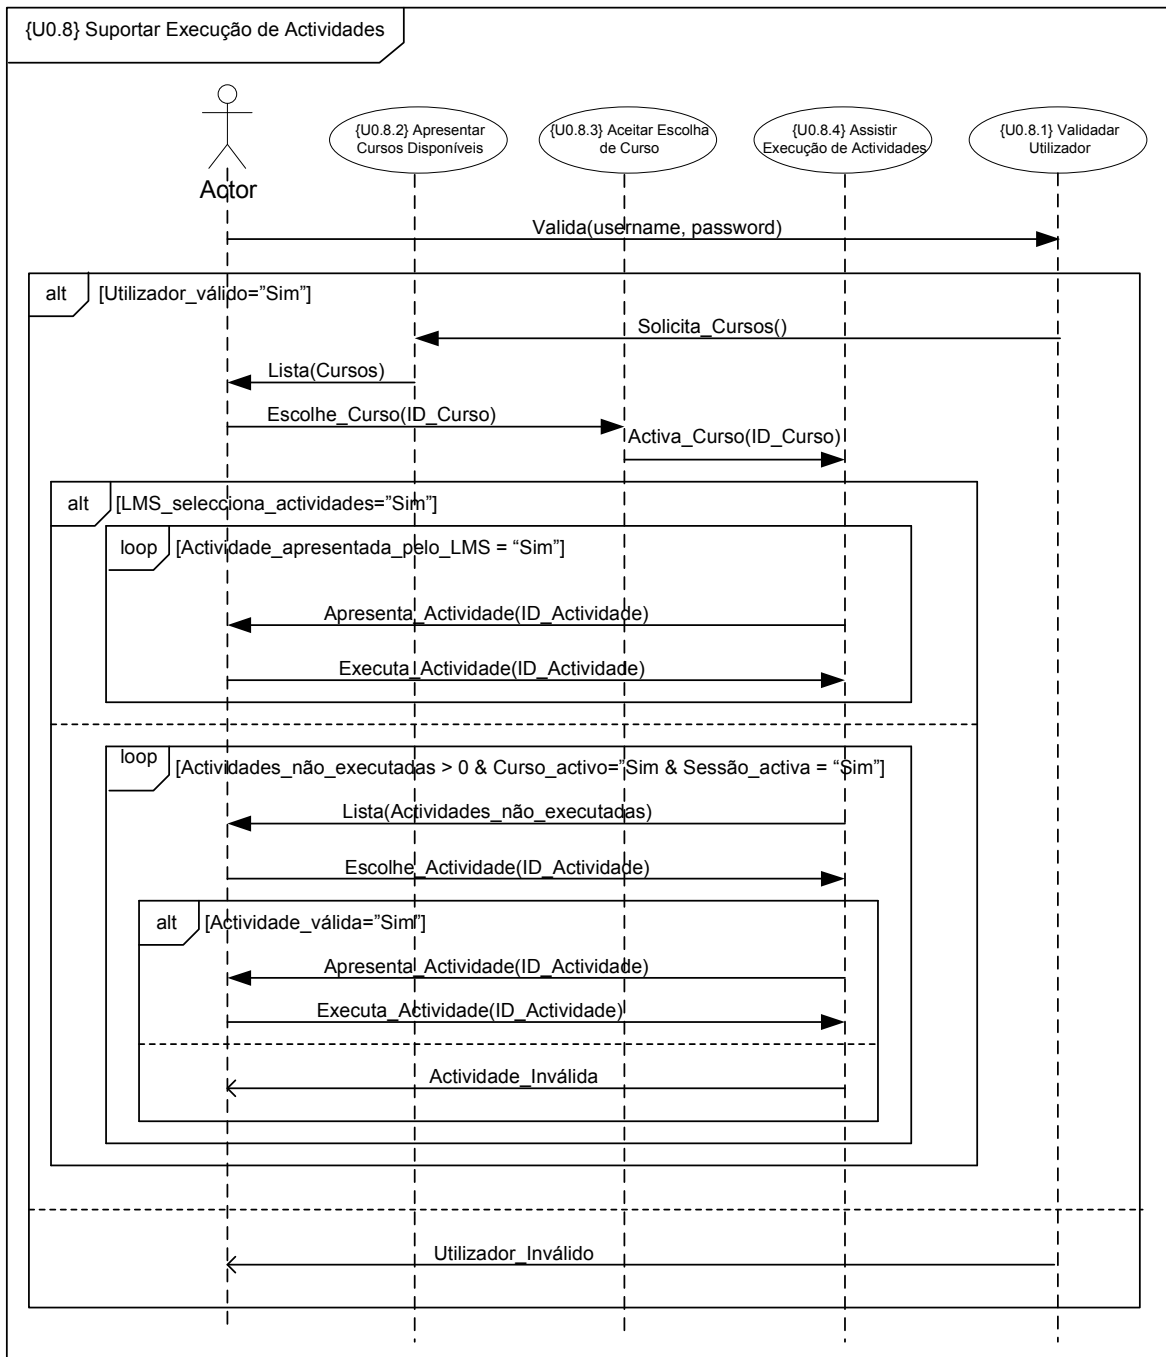 {U0.8} Suportar Execução de Actividades
{U0.8.2} Apresentar
Cursos Disponíveis
{U0.8.3} Aceitar Escolha
de Curso
{U0.8.4} Assistir
Execução de Actividades
{U0.8.1} Validadar
Utilizador
Actor
Valida(username, password)
alt
[Utilizador_válido=”Sim”]
Solicita_Cursos()
Lista(Cursos)
Escolhe_Curso(ID_Curso)
Activa_Curso(ID_Curso)
alt
[LMS_selecciona_actividades=”Sim”]
loop
[Actividade_apresentada_pelo_LMS = “Sim”]
Apresenta_Actividade(ID_Actividade)
Executa_Actividade(ID_Actividade)
loop
[Actividades_não_executadas > 0 & Curso_activo=”Sim & Sessão_activa = “Sim”]
Lista(Actividades_não_executadas)
Escolhe_Actividade(ID_Actividade)
alt
[Actividade_válida=”Sim”]
Apresenta_Actividade(ID_Actividade)
Executa_Actividade(ID_Actividade)
Actividade_Inválida
Utilizador_Inválido